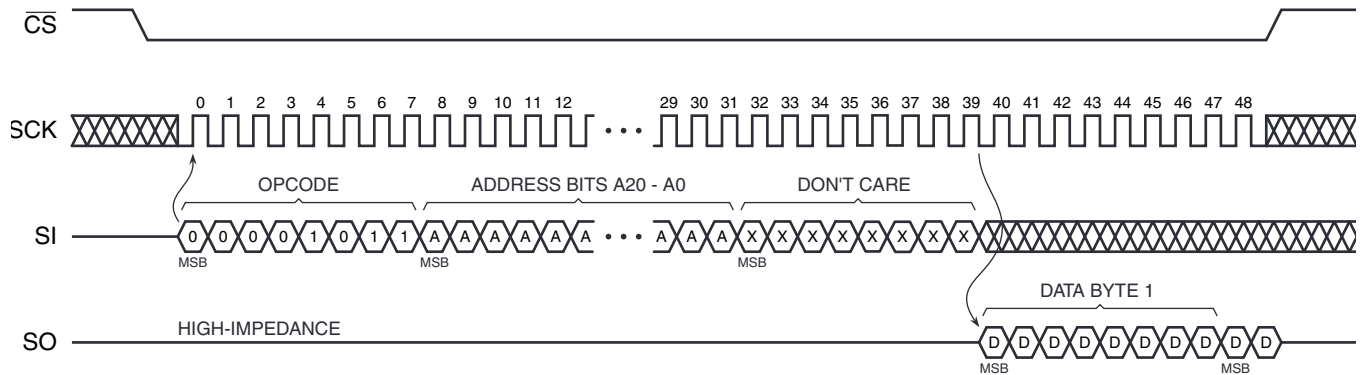 CS
0 1 2 3 4 5 6 7 8 9 10 11 12 29 30 31 32 33 34 35 36 37 38 39 40 41 42 43 44 45 46 47 48
SCK
OPCODE ADDRESS BITS A20 - A0 DON'T CARE
SI 0 0 0 0 1 0 1 1 A A A A A A A A A X X X X X X X X
MSB MSB MSB
DATA BYTE 1
HIGH-IMPEDANCE
SO D D D D D D D D D D
MSB MSB